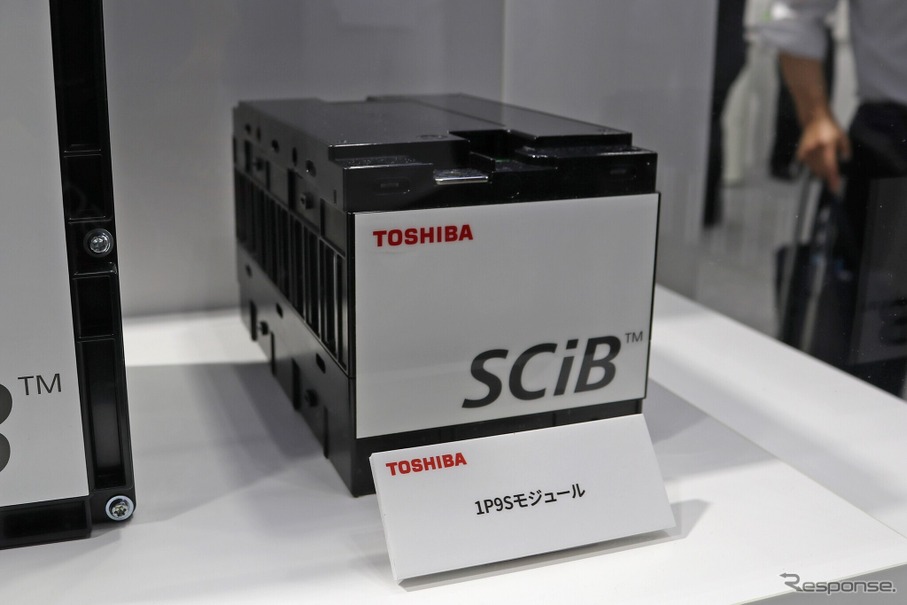 TOSHIBA
SCiB™
TM
TOSHIBA
1P9Sモジュール
Response.